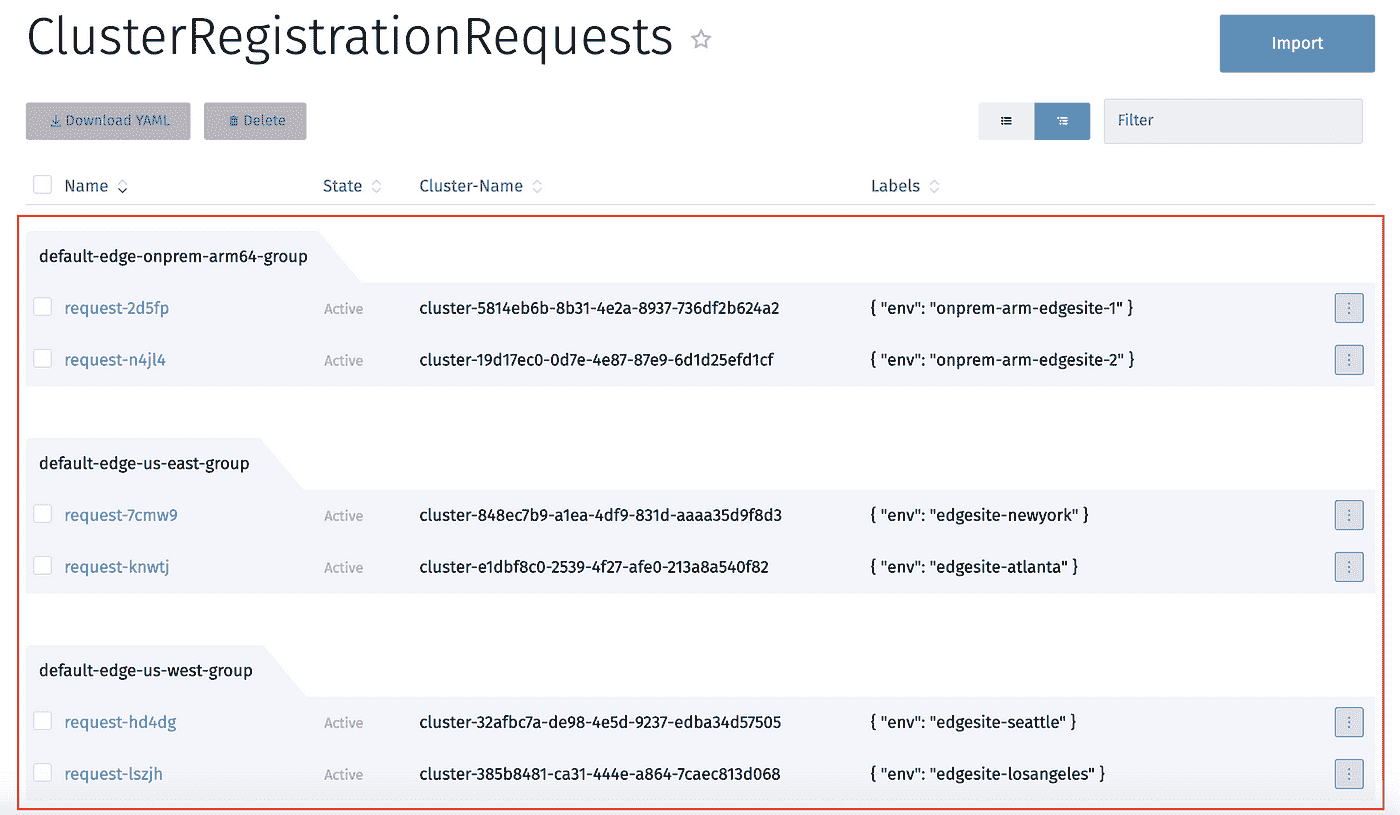 ClusterRegistrationRequests
Import
Download YAML Delete Filter
Name State Cluster-Name Labels
default-edge-onprem-arm64-group
request-2d5fp Active cluster-5814eb6b-8b31-4e2a-8937-736df2b624a2 { "env": "onprem-arm-edgesite-1" }
request-n4jl4 Active cluster-19d17ec0-0d7e-4e87-87e9-6d1d25efd1cf { "env": "onprem-arm-edgesite-2" }
default-edge-us-east-group
request-7cmw9 Active cluster-848ec7b9-a1ea-4df9-831d-aaaa35d9f8d3 { "env": "edgesite-newyork" }
request-knwtj Active cluster-e1dbf8c0-2539-4f27-afe0-213a8a540f82 { "env": "edgesite-atlanta" }
default-edge-us-west-group
request-hd4dg Active cluster-32afbc7a-de98-4e5d-9237-edba34d57505 { "env": "edgesite-seattle" }
request-lszjh Active cluster-385b8481-ca31-444e-a864-7caec813d068 { "env": "edgesite-losangeles" }